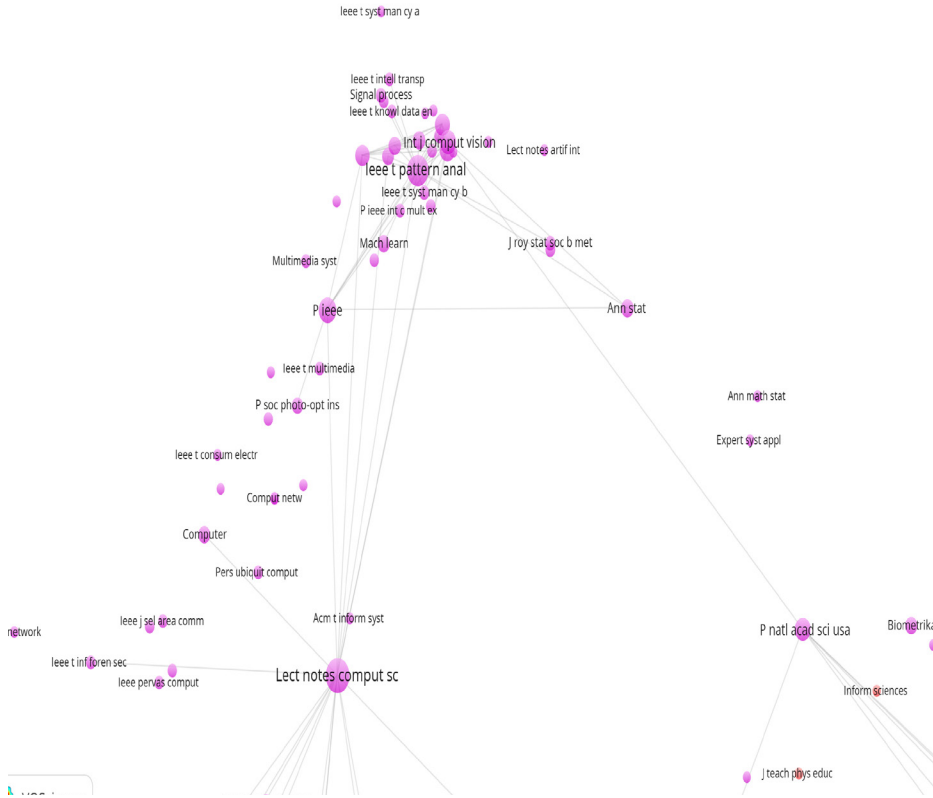 Ieee t syst man cy a
Ieee t intell transp
Signal process
Ieee t knowl data en
Int j comput vision
Lect notes artif int
Ieee t pattern anal
Ieee t syst man cy b
P ieee int c mult ex
Mach learn
J roy stat soc b met
Multimedia syst
P ieee
Ann stat
Ieee t multimedia
Ann math stat
P soc photo-opt ins
Expert syst appl
Ieee t consum electr
Comput netw
Computer
Pers ubiquit comput
Acm t inform syst
Ieee j sel area comm
network
P natl acad sci usa
Biometrika
Ieee t inf foren sec
Lect notes comput sc
Ieee pervas comput
Inform sciences
J teach phys educ